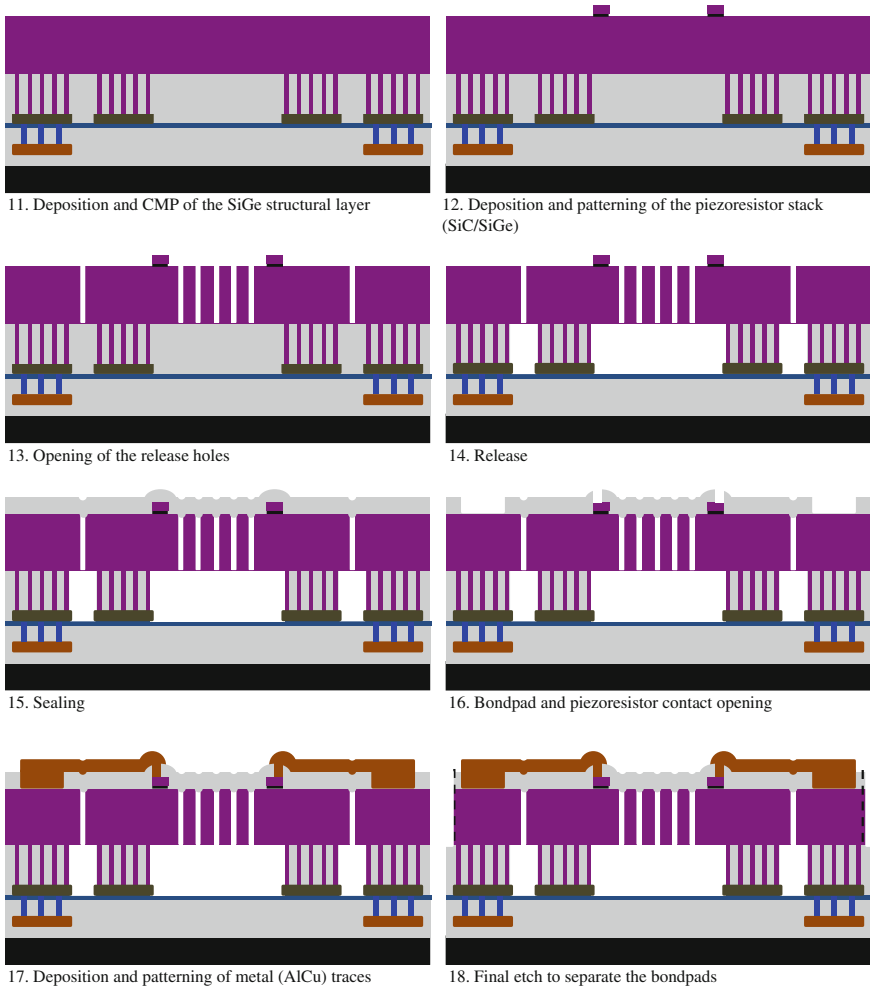 11. Deposition and CMP of the SiGe structural layer
12. Deposition and patterning of the piezoresistor stack
(SiC/SiGe)
13. Opening of the release holes
14. Release
15. Sealing
16. Bondpad and piezoresistor contact opening
17. Deposition and patterning of metal (AlCu) traces
18. Final etch to separate the bondpads